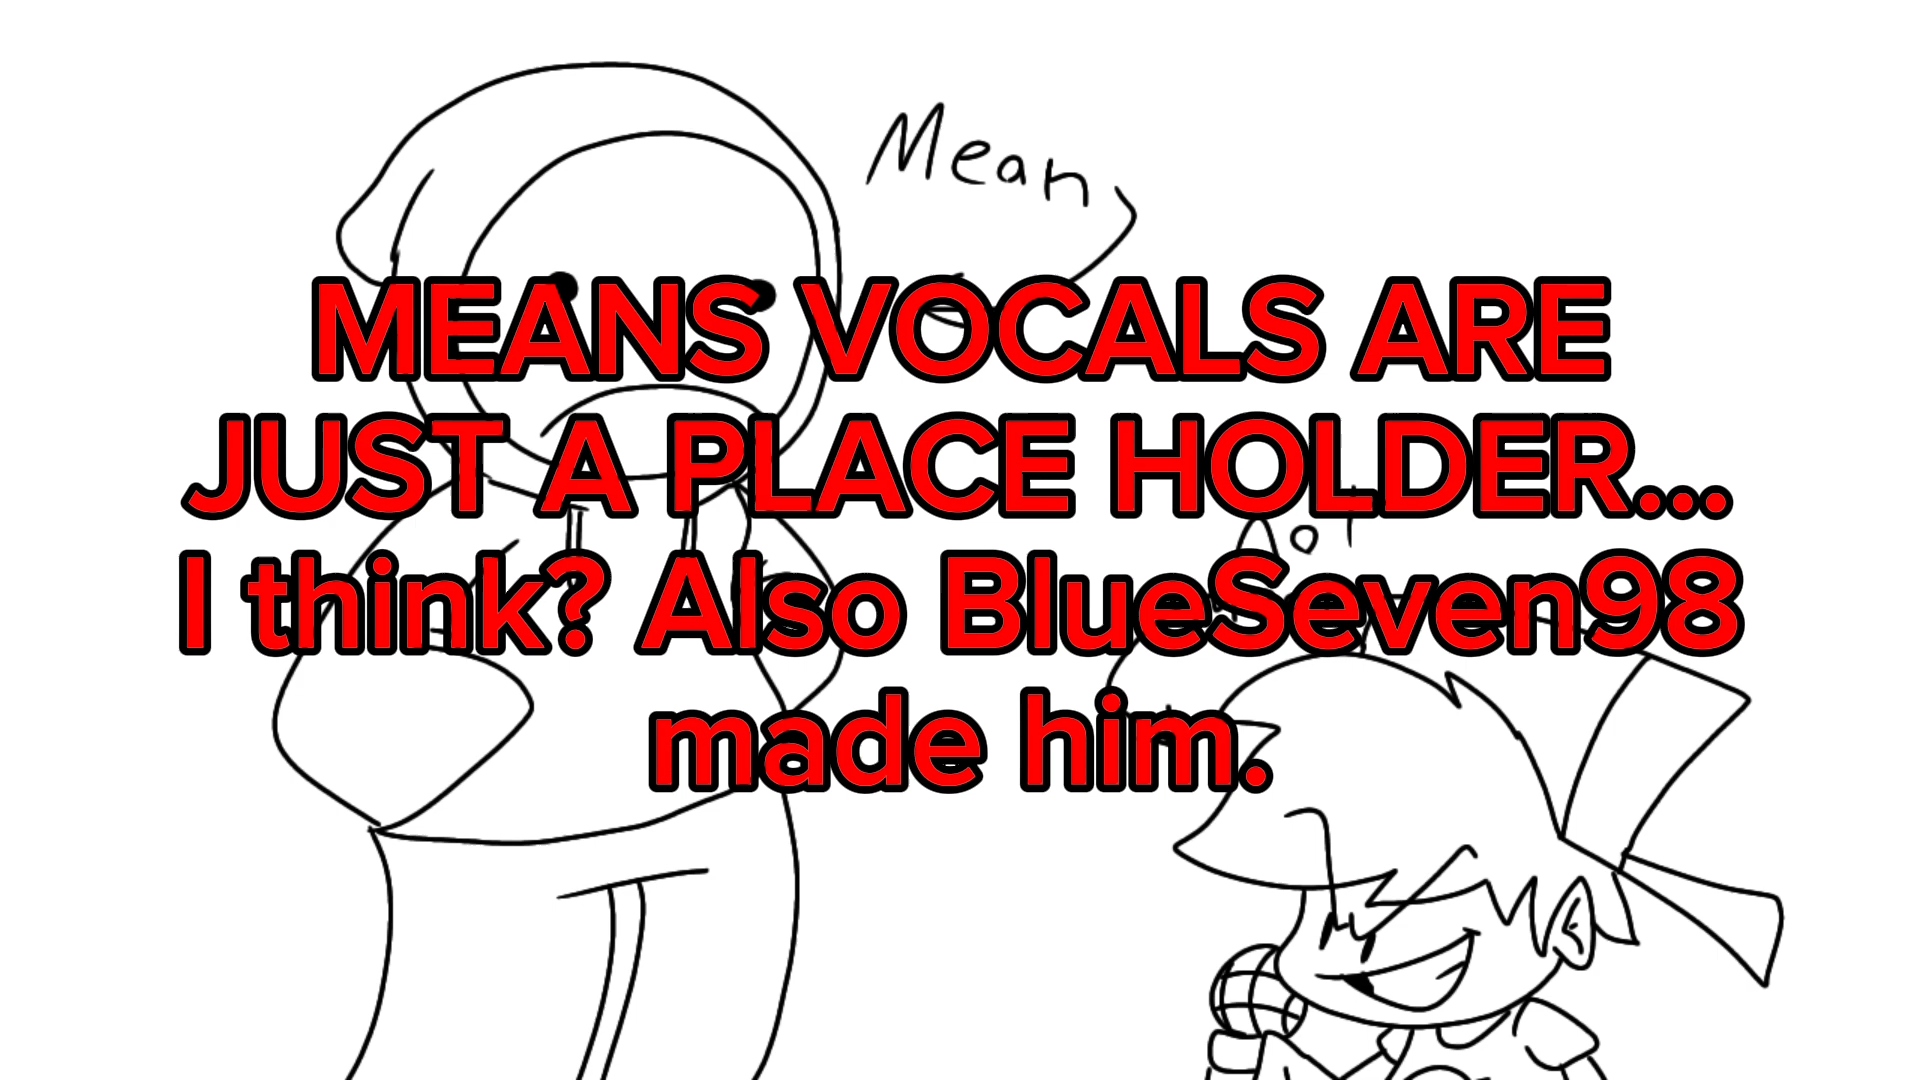 Mean
MEANS VOCALS ARE
JUST A PLACE HOLDER...
I think? Also BlueSeven98
made him.